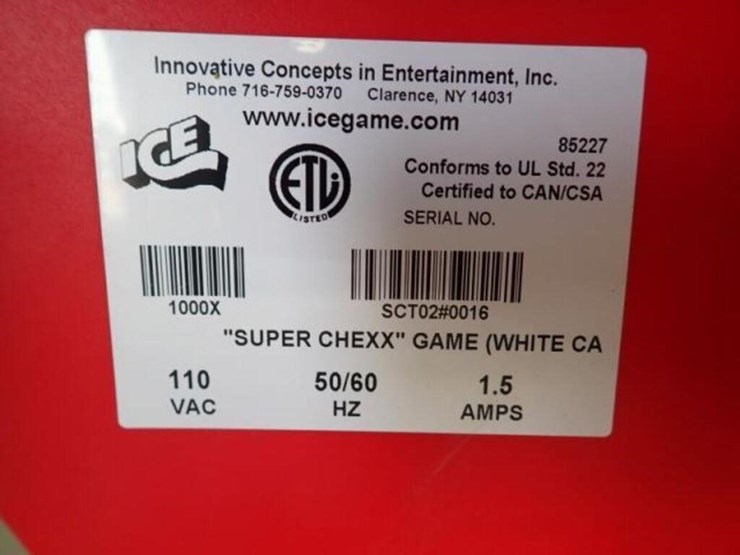 Innovative Concepts in Entertainment, Inc.
Phone 716-759-0370 Clarence, NY 14031
www.icegame.com
ICE
ETL
LISTED
85227
Conforms to UL Std. 22
Certified to CAN/CSA
SERIAL NO.
1000X
SCT02#0016
"SUPER CHEXX" GAME (WHITE CA
110 50/60 1.5
VAC HZ AMPS